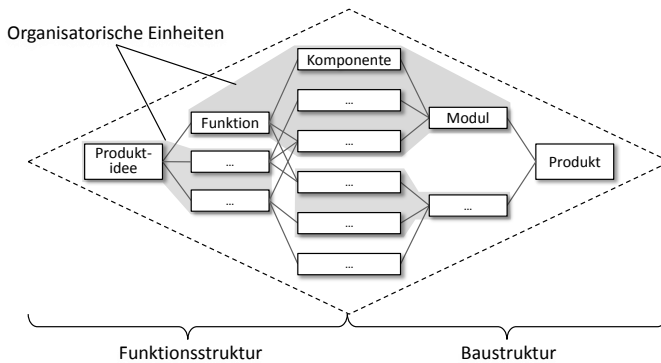 Organisatorische Einheiten
Komponente
...
Funktion
Modul
...
Produkt-
idee
...
Produkt
...
...
...
...
...
Funktionsstruktur
Baustruktur